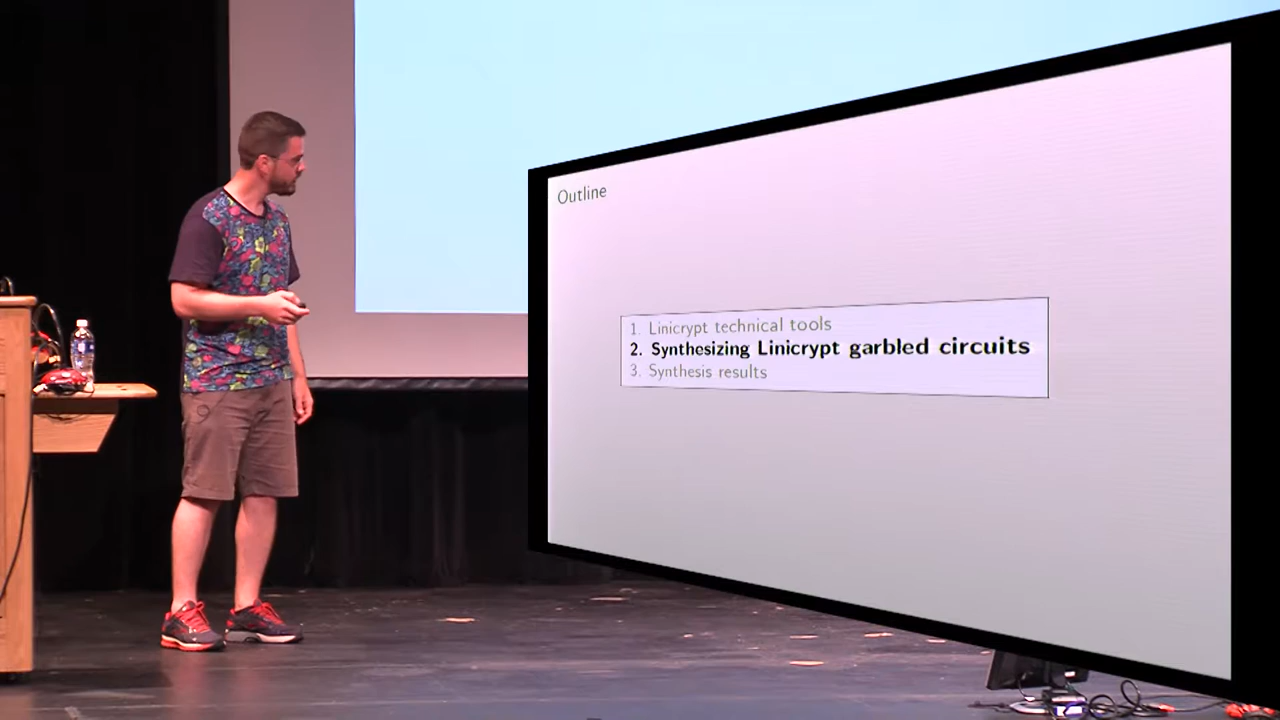 Outline
1. Linicrypt technical tools
2. Synthesizing Linicrypt garbled circuits
3. Synthesis results